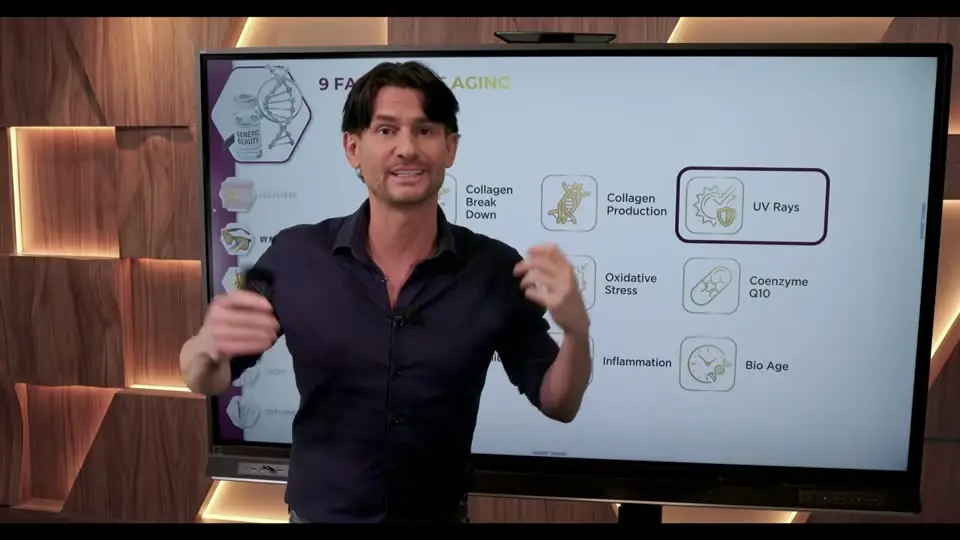 9 FA
AGING
GENETIC
BEAUTY
Collagen
Break
Down
Collagen
Production
UV Rays
Oxidative
Stress
Coenzyme
Q10
Inflammation
Bio Age